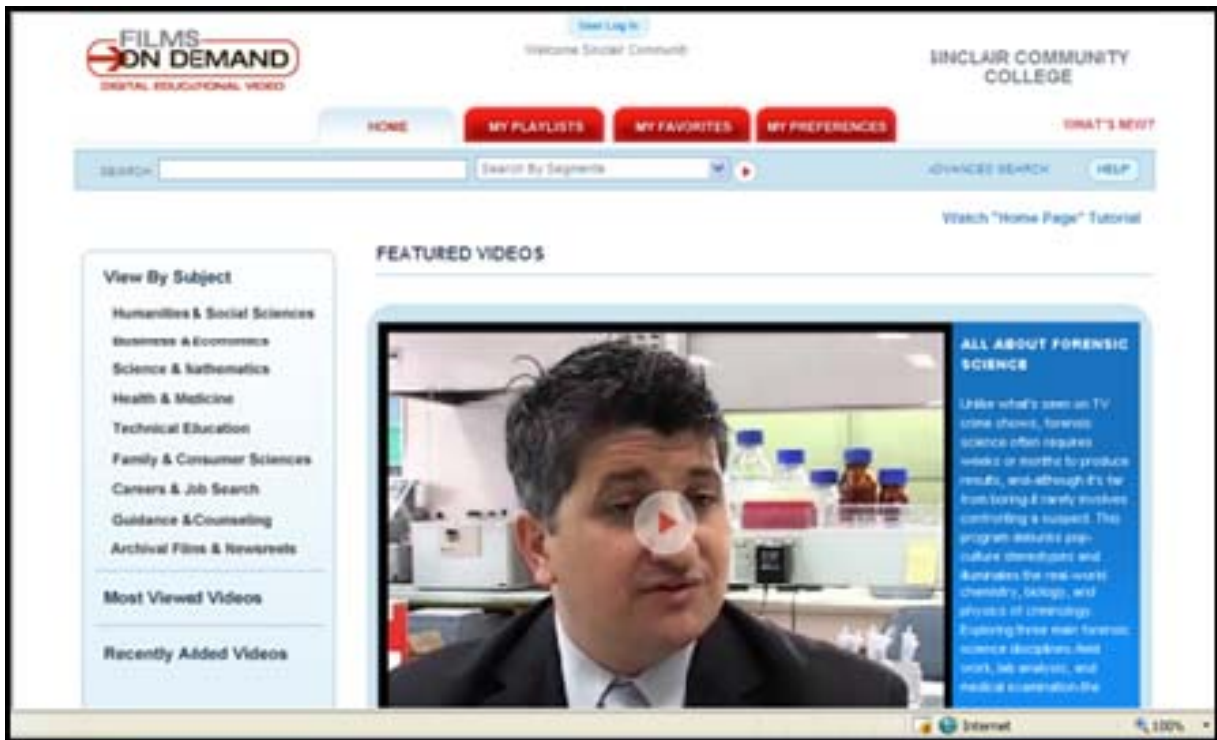 FILMS
ON DEMAND
DIGITAL EDUCATIONAL VIDEO
User Log In
Welcome Sinclair Communit
SINCLAIR COMMUNITY
COLLEGE
HOME
MY PLAYLISTS
MY FAVORITES
MY PREFERENCES
WHAT'S NEW?
SEARCH
Search By Segments
ADVANCED SEARCH
HELP
Watch "Home Page" Tutorial
View By Subject
Humanities & Social Sciences
Business & Economics
Science & Mathematics
Health & Medicine
Technical Education
Family & Consumer Sciences
Careers & Job Search
Guidance & Counseling
Archival Films & Newsreels
Most Viewed Videos
Recently Added Videos
FEATURED VIDEOS
ALL ABOUT FORENSIC
SCIENCE
Unlike what's seen on TV
crime shows, forensic
science often requires
weeks or months to produce
results, and although it's far
from boring it rarely involves
confronting a suspect. This
program debunks pop-
culture stereotypes and
illuminates the real-world
chemistry, biology, and
physics of criminology.
Exploring three main forensic
science disciplines-field
work, lab analysis, and
medical examination-the
Internet
100%